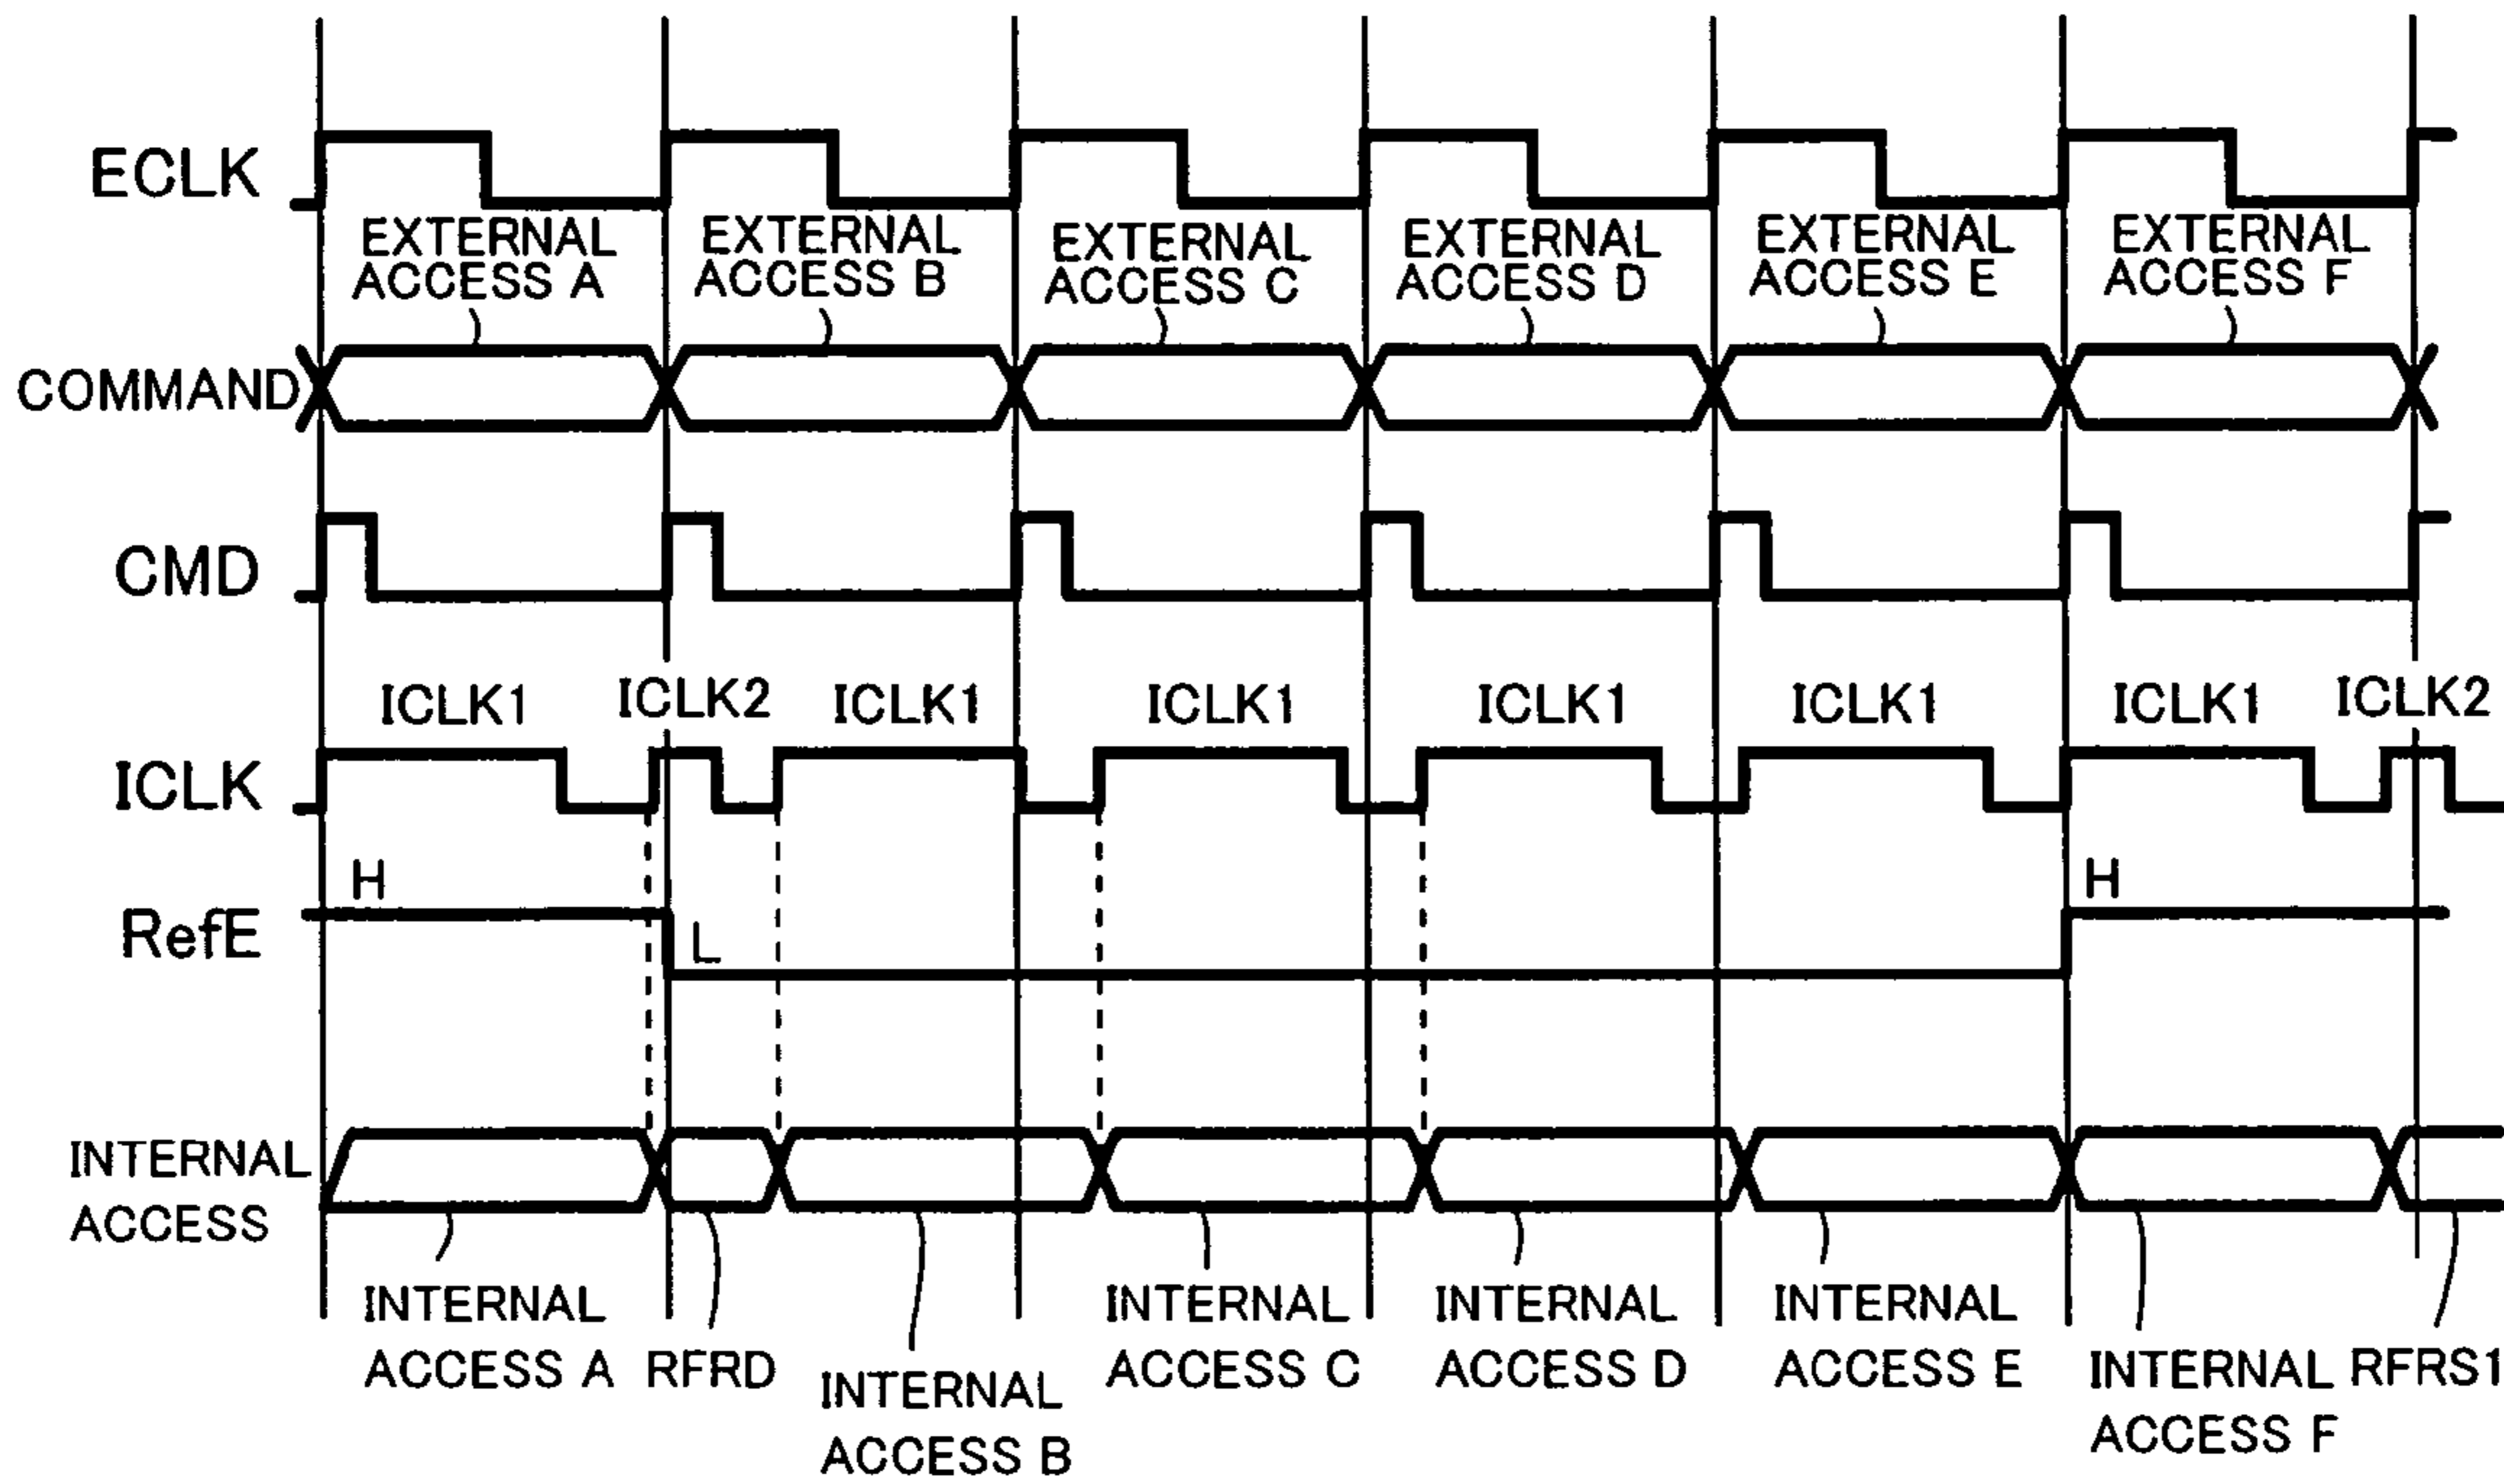 ECLK
EXTERNAL
ACCESS A
EXTERNAL
ACCESS B
EXTERNAL
ACCESS C
EXTERNAL
ACCESS D
EXTERNAL
ACCESS E
EXTERNAL
ACCESS F
COMMAND
CMD
ICLK1
ICLK2
ICLK1
ICLK1
ICLK1
ICLK1
ICLK1
ICLK2
ICLK
H
H
RefE
L
INTERNAL
ACCESS
INTERNAL
ACCESS A
RFRD
INTERNAL
ACCESS B
INTERNAL
ACCESS C
INTERNAL
ACCESS D
INTERNAL
ACCESS E
INTERNAL
ACCESS F
RFRS1